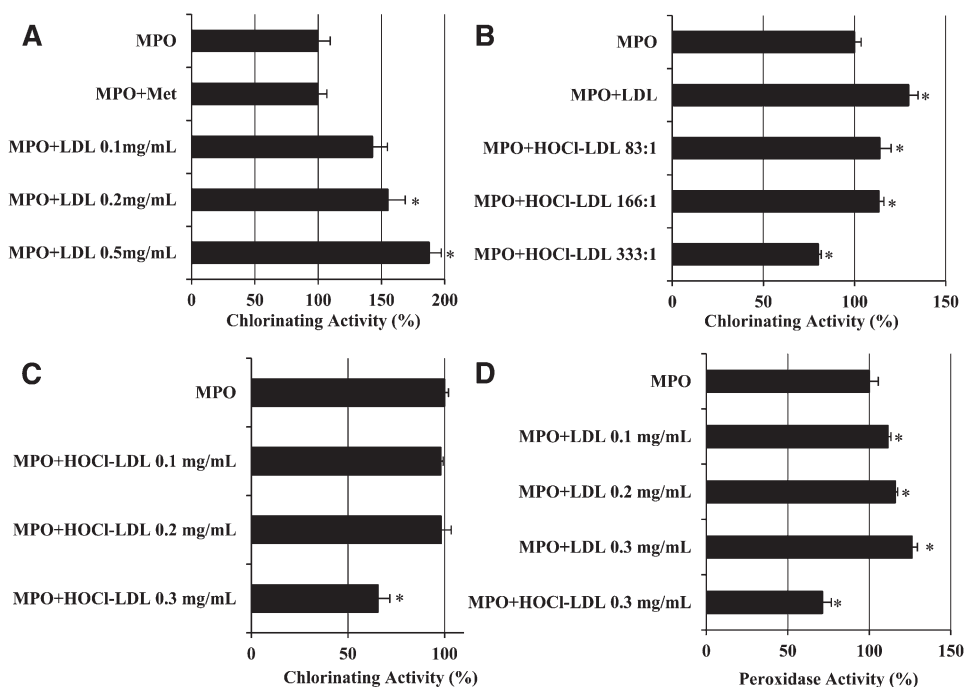 A
MPO
MPO+Met
MPO+LDL 0.1mg/mL
MPO+LDL 0.2mg/mL
*
MPO+LDL 0.5mg/mL
*
0 50 100 150 200
Chlorinating Activity (%)
B
MPO
MPO+LDL
*
MPO+HOCl-LDL 83:1
*
MPO+HOCl-LDL 166:1
*
MPO+HOCl-LDL 333:1
*
0 50 100 150
Chlorinating Activity (%)
C
MPO
MPO+HOCl-LDL 0.1 mg/mL
MPO+HOCl-LDL 0.2 mg/mL
MPO+HOCl-LDL 0.3 mg/mL
*
0 50 100
Chlorinating Activity (%)
D
MPO
MPO+LDL 0.1 mg/mL
*
MPO+LDL 0.2 mg/mL
*
MPO+LDL 0.3 mg/mL
*
MPO+HOCl-LDL 0.3 mg/mL
*
0 50 100 150
Peroxidase Activity (%)